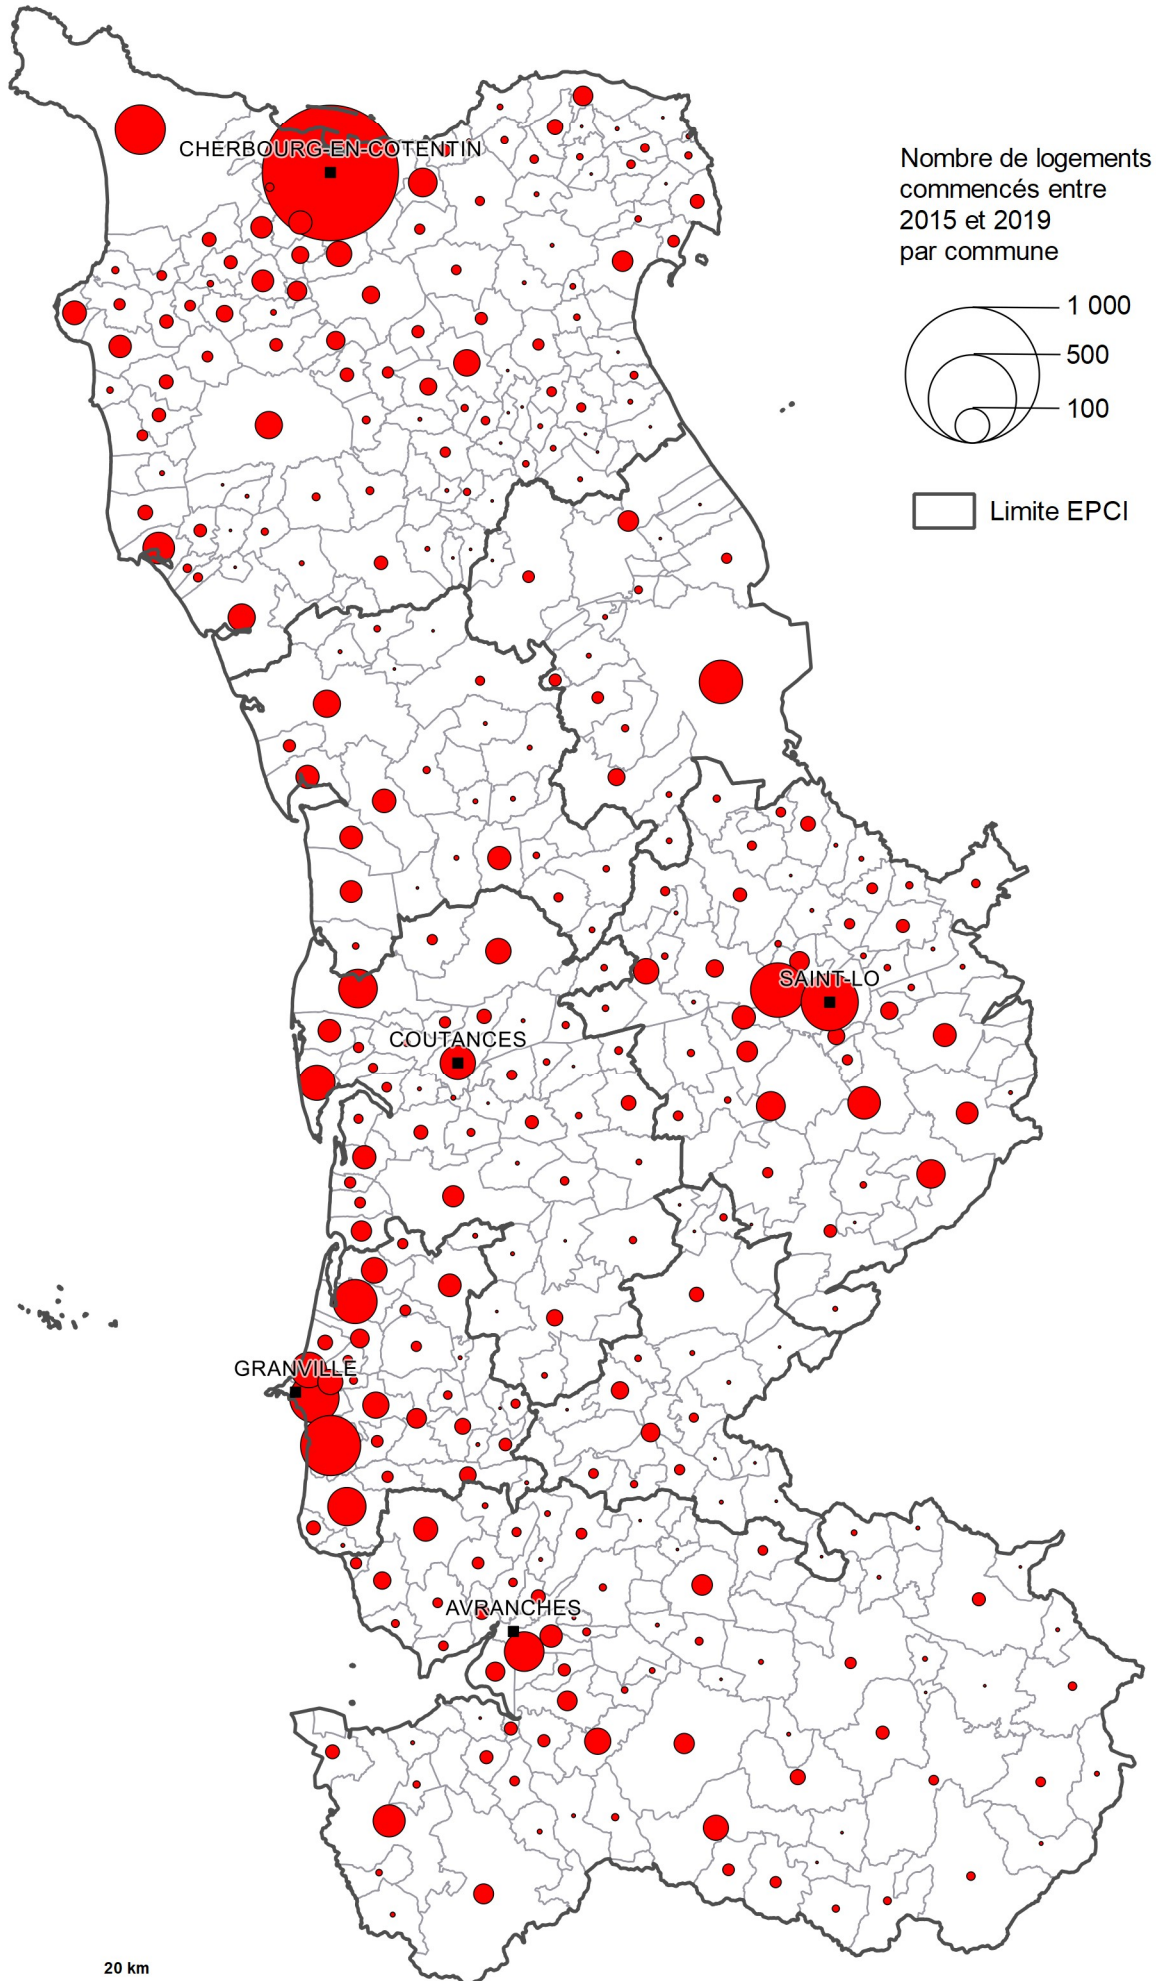 CHERBOURG-EN-COTENTIN
Nombre de logements
commencés entre
2015 et 2019
par commune
1 000
500
100
Limite EPCI
SAINT-LO
COUTANCES
GRANVILLE
AVRANCHES
20 km